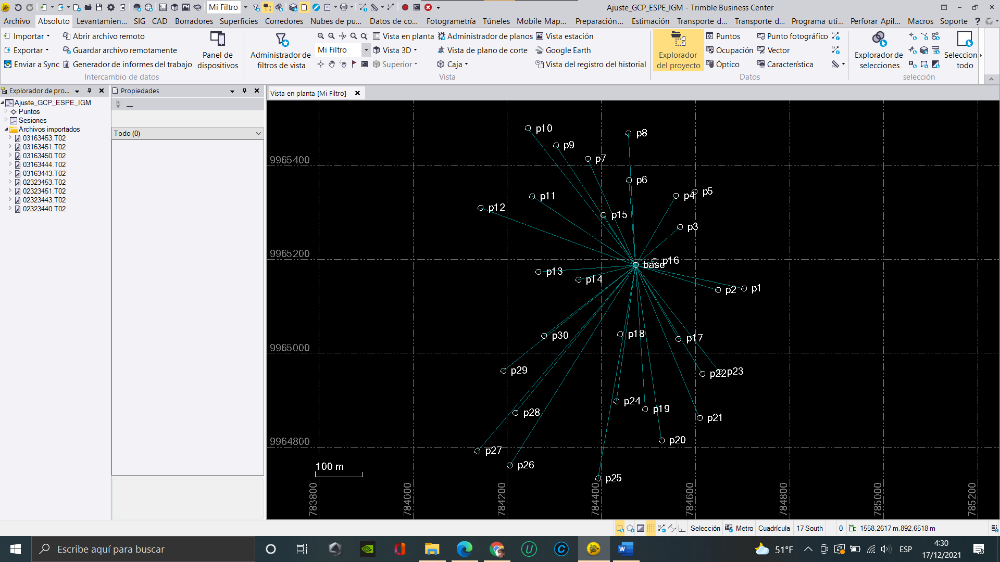 Mi Filtro
Ajuste_GCP_ESPE_IGM - Trimble Business Center
Archivo Absoluto Levantamien... SIG CAD Borradores Superficies Corredores Nubes de pu... Datos de co... Fotogrametría Túneles Mobile Map... Preparación... Estimación Transporte d... Transporte d... Programa uti... Perforar Apil... Macros Soporte
Importar
Exportar
Enviar a Sync
Abrir archivo remoto
Guardar archivo remotamente
Generador de informes del trabajo
Panel de
dispositivos
Intercambio de datos
Administrador de
filtros de vista
Mi Filtro
Vista en planta
Vista 3D
Superior
Administrador de planos
Vista de plano de corte
Caja
Vista estación
Google Earth
Vista del registro del historial
Vista
Explorador
del proyecto
Puntos
Ocupación
Óptico
Punto fotográfico
Vector
Característica
Datos
Explorador de
selecciones
Seleccion
todo
selección
Explorador de pro...
Ajuste_GCP_ESPE_IGM
Puntos
Sesiones
Archivos importados
03163453.T02
03163451.T02
03163450.T02
03163444.T02
03163443.T02
02323453.T02
02323451.T02
02323443.T02
02323440.T02
Propiedades
Todo (0)
Vista en planta [Mi Filtro]
p10
p8
p9
p7
9965400
p6
p5
p4
p11
p12
p15
p3
9965200
p16
base
p13
p14
p1
p2
p18
p30
p17
9965000
p29
p22
p23
p24
p19
p28
p21
p20
9964800
p27
p26
100 m
p25
783800
784000
784200
784400
784600
784800
785000
785200
Selección Metro Cuadrícula 17 South 0 1558,2617 m,892,6518 m
Escribe aquí para buscar
51°F
ESP
4:30
17/12/2021